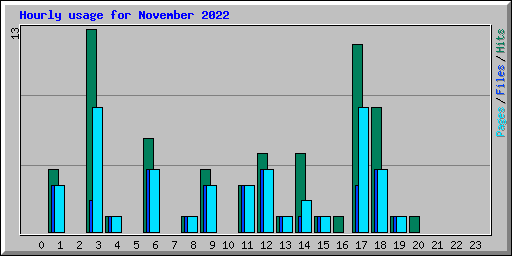 Hourly usage for November 2022
13
Pages / Files / Hits
0 1 2 3 4 5 6 7 8 9 10 11 12 13 14 15 16 17 18 19 20 21 22 23